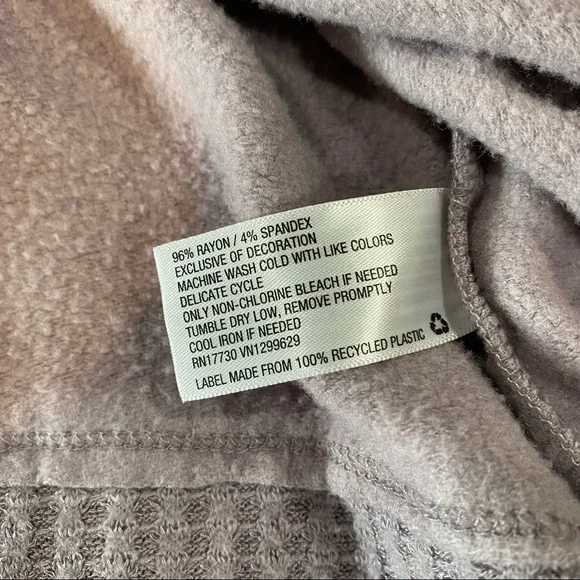 96% RAYON / 4% SPANDEX
EXCLUSIVE OF DECORATION
MACHINE WASH COLD WITH LIKE COLORS
DELICATE CYCLE
ONLY NON-CHLORINE BLEACH IF NEEDED
TUMBLE DRY LOW, REMOVE PROMPTLY
COOL IRON IF NEEDED
RN17730 VN1299629
LABEL MADE FROM 100% RECYCLED PLASTIC